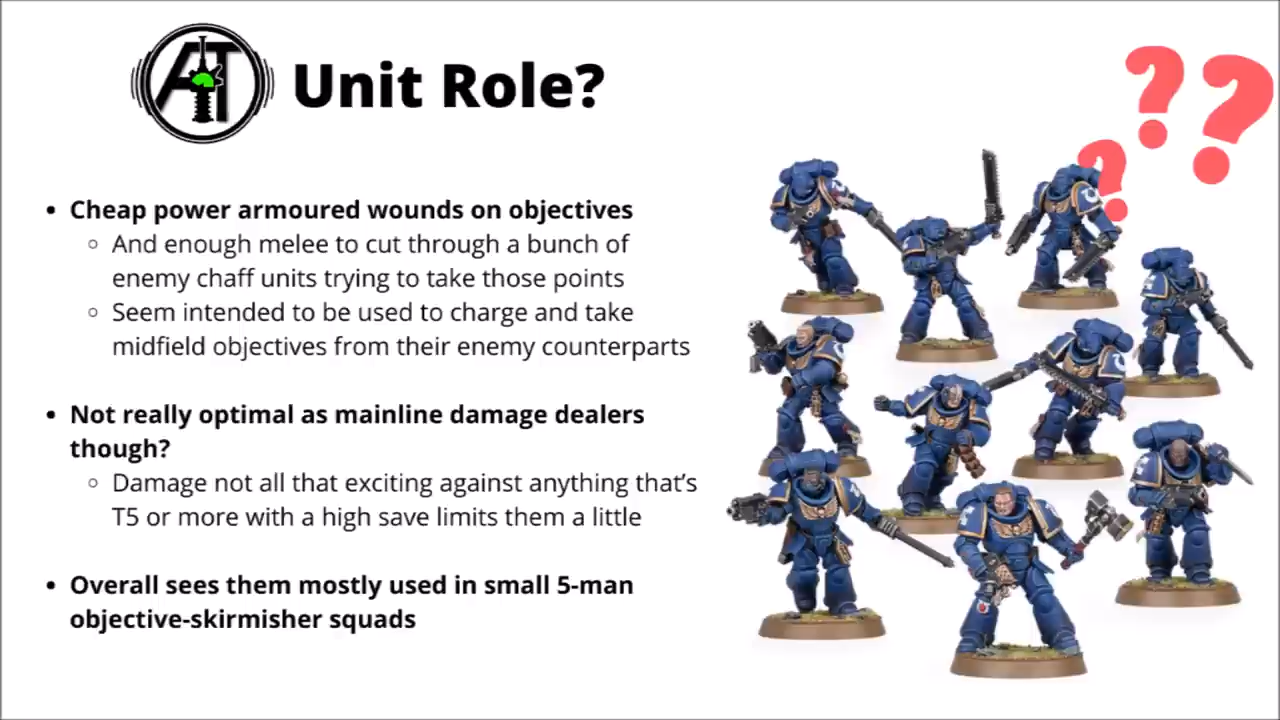 AT
Unit Role?
???
• Cheap power armoured wounds on objectives
◦ And enough melee to cut through a bunch of
enemy chaff units trying to take those points
◦ Seem intended to be used to charge and take
midfield objectives from their enemy counterparts
• Not really optimal as mainline damage dealers
though?
◦ Damage not all that exciting against anything that's
T5 or more with a high save limits them a little
• Overall sees them mostly used in small 5-man
objective-skirmisher squads